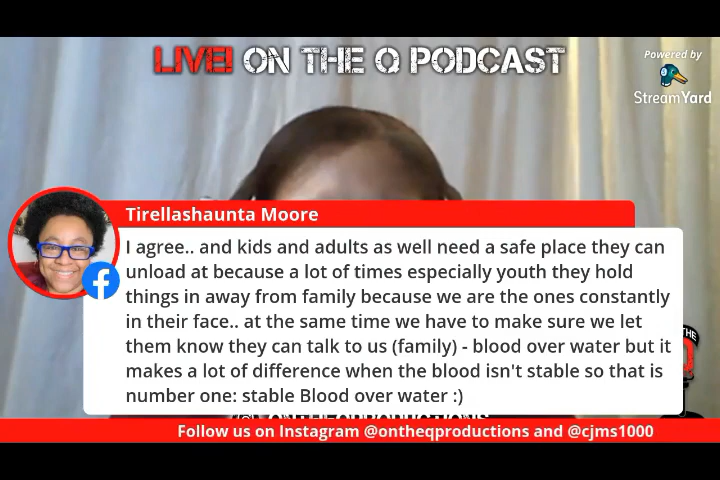 LIVE! ON THE Q PODCAST
Powered by
StreamYard
Tirellashaunta Moore
I agree.. and kids and adults as well need a safe place they can
unload at because a lot of times especially youth they hold
things in away from family because we are the ones constantly
in their face.. at the same time we have to make sure we let
them know they can talk to us (family) - blood over water but it
makes a lot of difference when the blood isn't stable so that is
number one: stable Blood over water :)
THE
Follow us on Instagram @ontheqproductions and @cjms1000